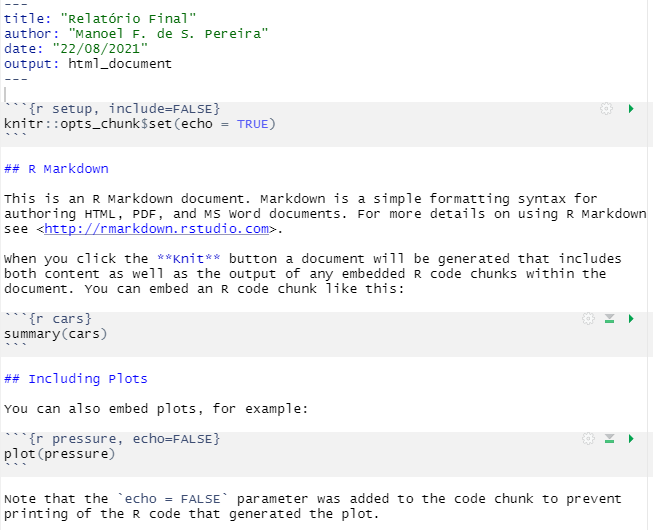 ---
title: "Relatório Final"
author: "Manoel F. de S. Pereira"
date: "22/08/2021"
output: html_document
---
```{r setup, include=FALSE}
knitr::opts_chunk$set(echo = TRUE)
```
## R Markdown
This is an R Markdown document. Markdown is a simple formatting syntax for
authoring HTML, PDF, and MS Word documents. For more details on using R Markdown
see <http://rmarkdown.rstudio.com>.
When you click the **Knit** button a document will be generated that includes
both content as well as the output of any embedded R code chunks within the
document. You can embed an R code chunk like this:
```{r cars}
summary(cars)
```
## Including Plots
You can also embed plots, for example:
```{r pressure, echo=FALSE}
plot(pressure)
```
Note that the `echo = FALSE` parameter was added to the code chunk to prevent
printing of the R code that generated the plot.